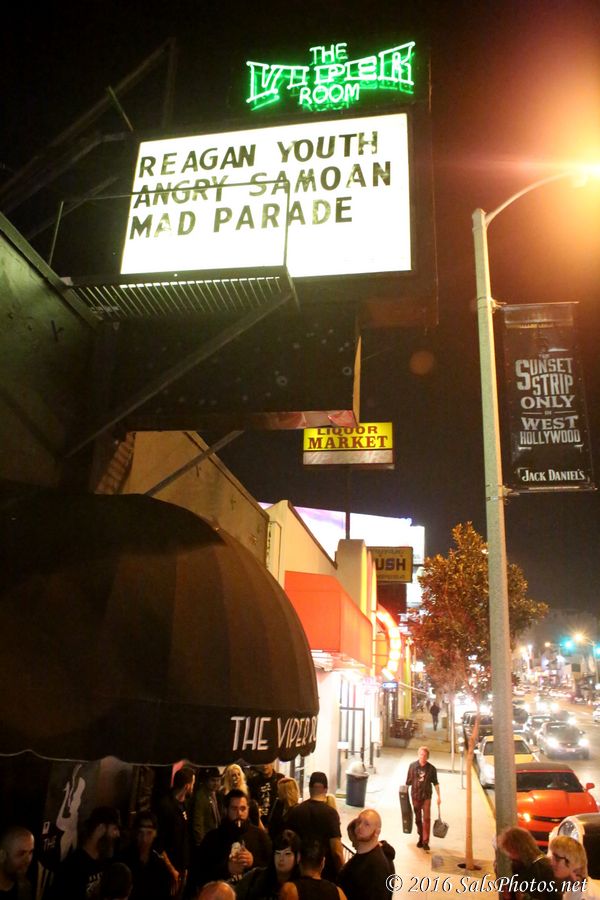 THE
VIPER
ROOM
REAGAN YOUTH
ANGRY SAMOAN
MAD PARADE
LIQUOR
MARKET
THE
SUNSET
STRIP
ONLY
IN
WEST
HOLLYWOOD
JACK DANIEL'S
USH
THE VIPER
© 2016 SalsPhotos.net